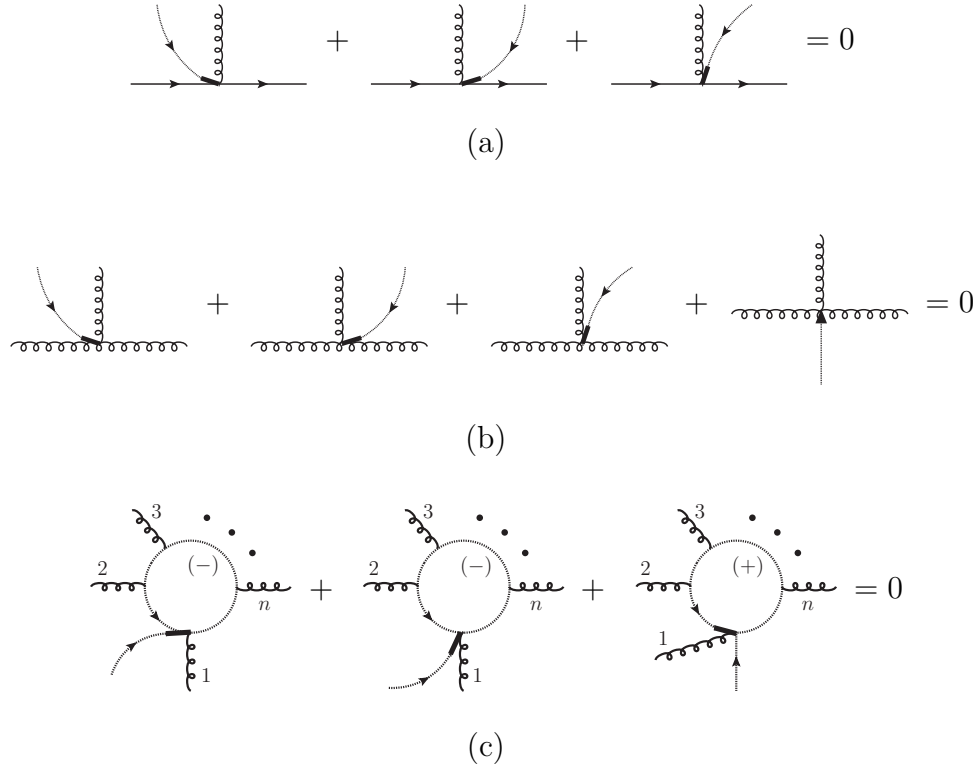 + + = 0
(a)
+ + + = 0
(b)
3 3 3
(−) (−) (+)
2 + 2 + 2 = 0
n n n
1 1 1
(c)